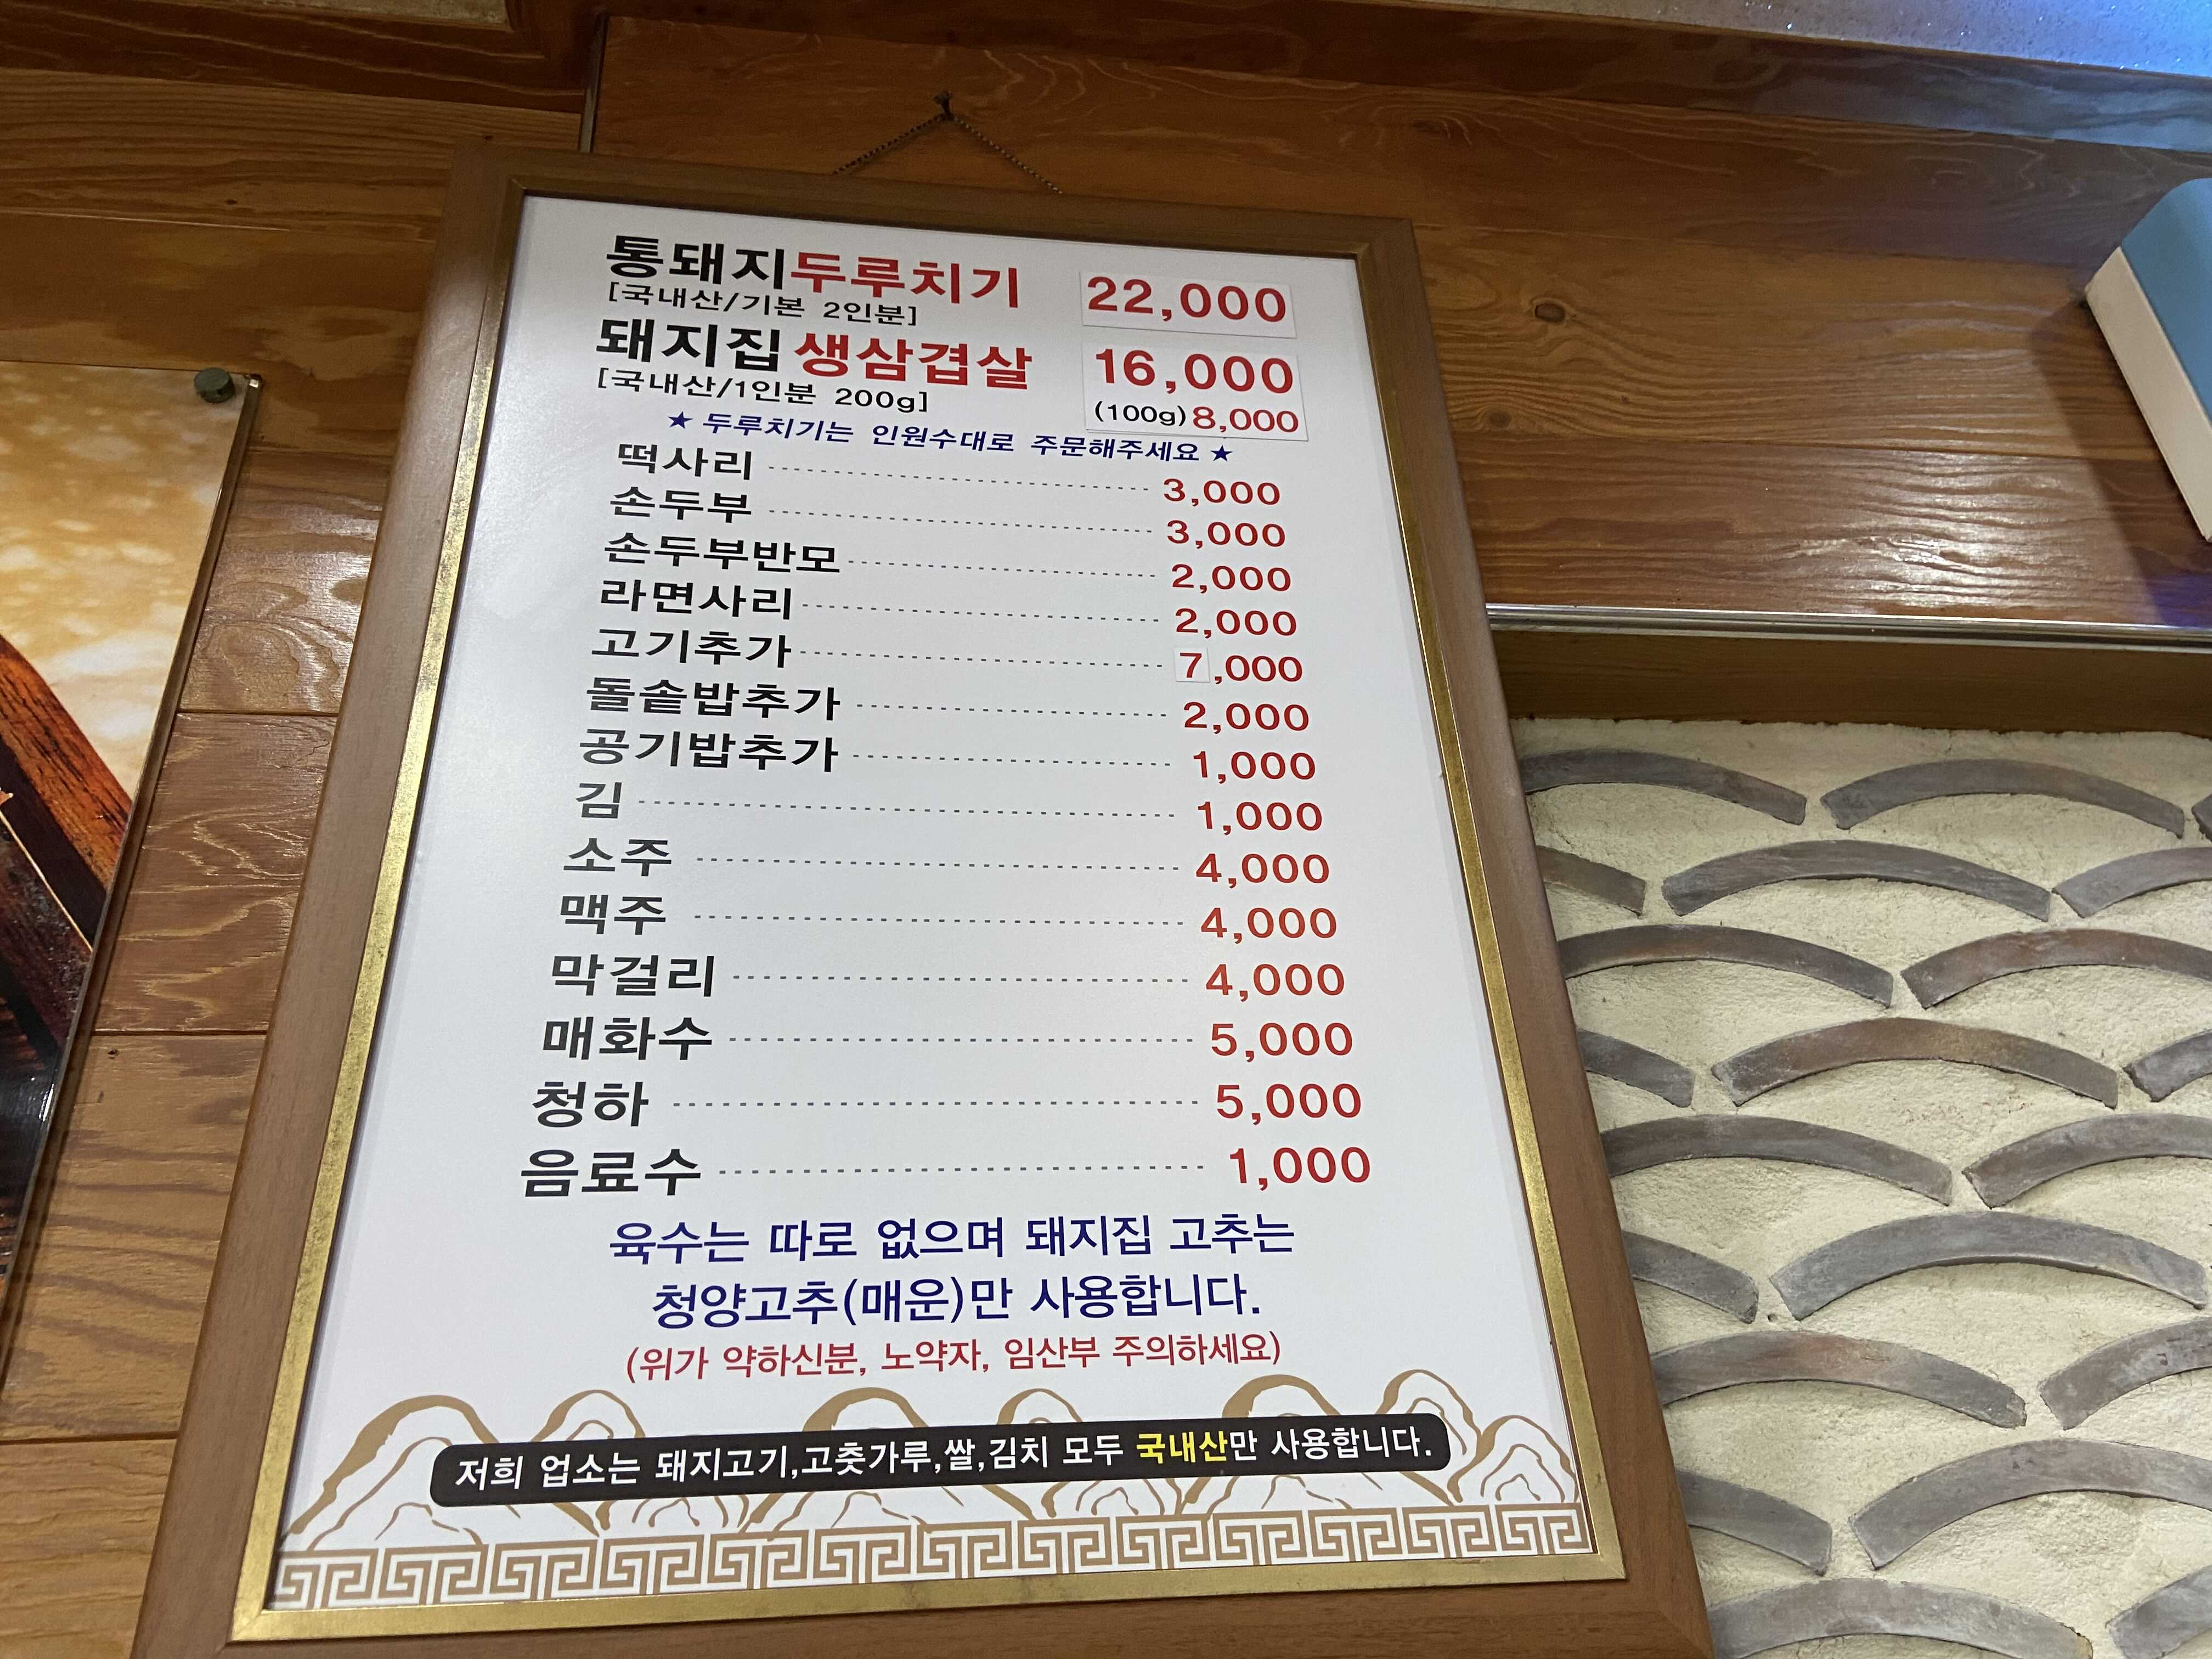 통돼지두루치기 22,000
[국내산/기본 2인분]
돼지집 생삼겹살 16,000
[국내산/1인분 200g] (100g) 8,000
★ 두루치기는 인원수대로 주문해주세요 ★
떡사리 3,000
손두부 3,000
손두부반모 2,000
라면사리 2,000
고기추가 7,000
돌솥밥추가 2,000
공기밥추가 1,000
김 1,000
소주 4,000
맥주 4,000
막걸리 4,000
매화수 5,000
청하 5,000
음료수 1,000
육수는 따로 없으며 돼지집 고추는
청양고추(매운)만 사용합니다.
(위가 약하신분, 노약자, 임산부 주의하세요)
저희 업소는 돼지고기,고춧가루,쌀,김치 모두 국내산만 사용합니다.